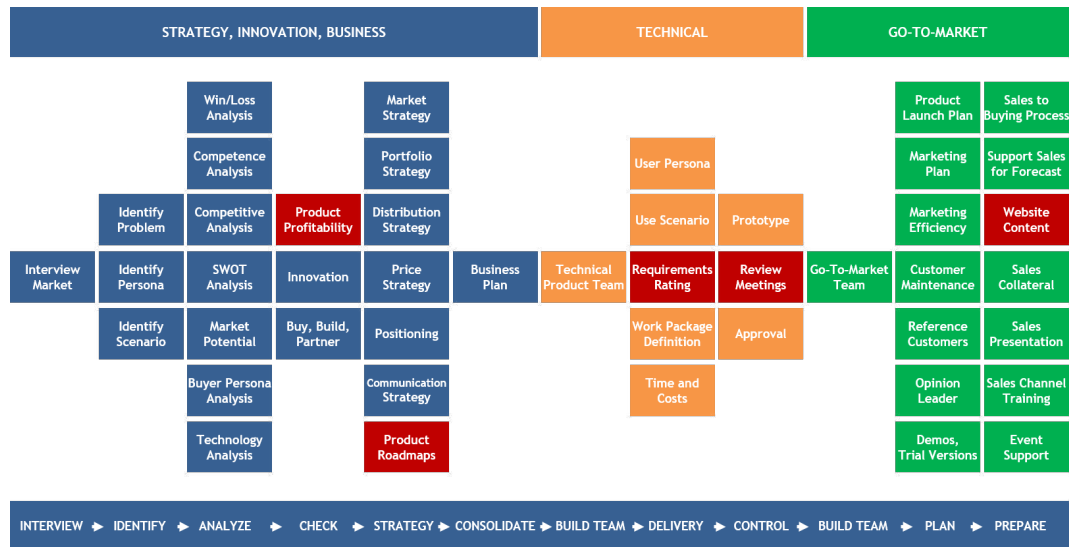 STRATEGY, INNOVATION, BUSINESS
TECHNICAL
GO-TO-MARKET
Win/Loss
Analysis
Market
Strategy
Product
Launch Plan
Sales to
Buying Process
Competence
Analysis
Portfolio
Strategy
User Persona
Marketing
Plan
Support Sales
for Forecast
Identify
Problem
Competitive
Analysis
Product
Profitability
Distribution
Strategy
Use Scenario
Prototype
Marketing
Efficiency
Website
Content
Interview
Market
Identify
Persona
SWOT
Analysis
Innovation
Price
Strategy
Business
Plan
Technical
Product Team
Requirements
Rating
Review
Meetings
Go-To-Market
Team
Customer
Maintenance
Sales
Collateral
Identify
Scenario
Market
Potential
Buy, Build,
Partner
Positioning
Work Package
Definition
Approval
Reference
Customers
Sales
Presentation
Buyer Persona
Analysis
Communication
Strategy
Time and
Costs
Opinion
Leader
Sales Channel
Training
Technology
Analysis
Product
Roadmaps
Demos,
Trial Versions
Event
Support
INTERVIEW IDENTIFY ANALYZE CHECK STRATEGY CONSOLIDATE BUILD TEAM DELIVERY CONTROL BUILD TEAM PLAN PREPARE